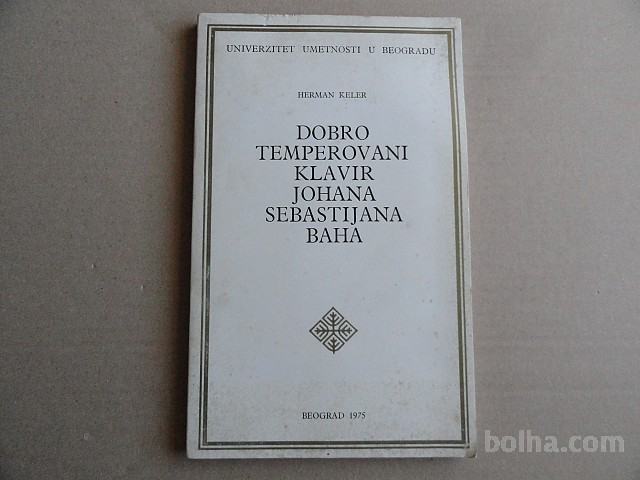 UNIVERZITET UMETNOSTI U BEOGRADU
HERMAN KELER
DOBRO
TEMPEROVANI
KLAVIR
JOHANA
SEBASTIJANA
BAHA
BEOGRAD 1975
bolha.com